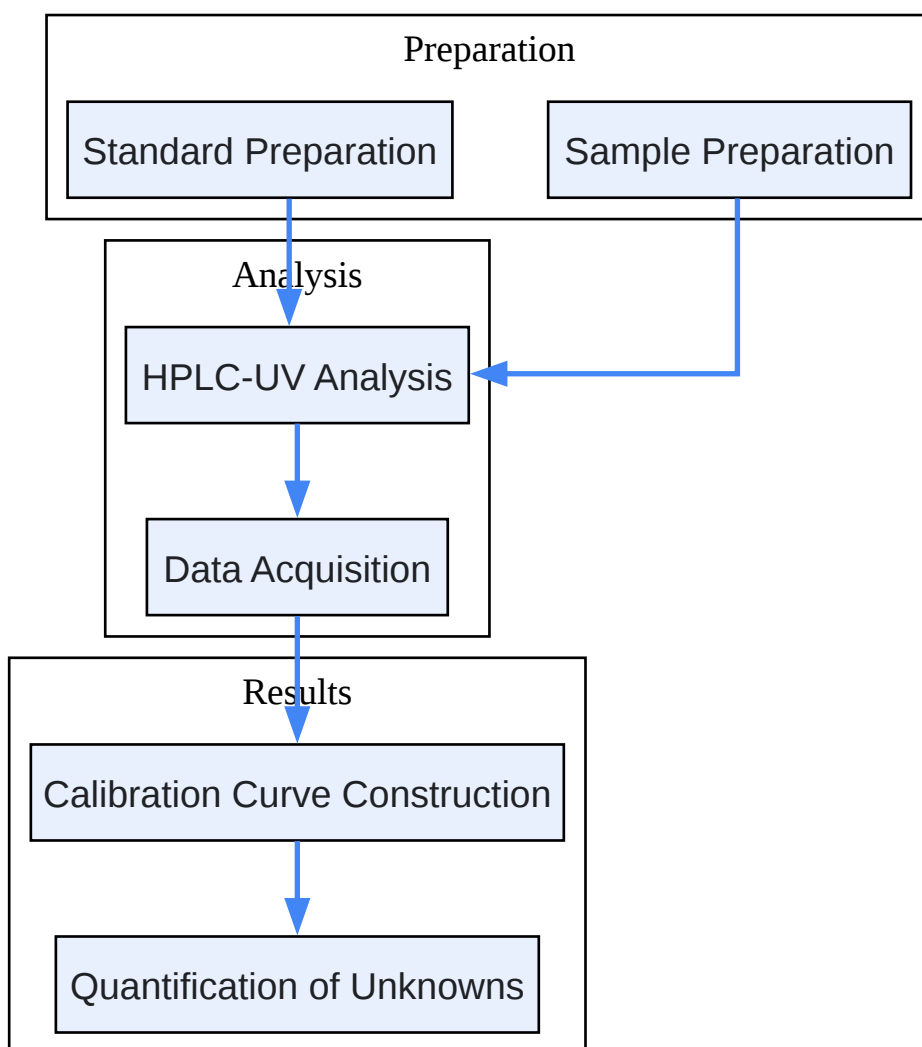 Preparation
Standard Preparation
Sample Preparation
Analysis
HPLC-UV Analysis
Data Acquisition
Results
Calibration Curve Construction
Quantification of Unknowns